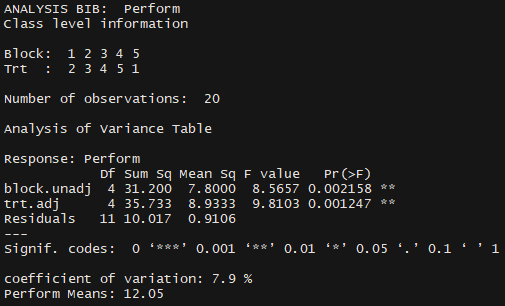 ANALYSIS BIB:  Perform
Class level information

Block:  1 2 3 4 5
Trt  :  2 3 4 5 1

Number of observations:  20

Analysis of Variance Table

Response: Perform
            Df Sum Sq Mean Sq F value   Pr(>F)
block.unadj  4 31.200  7.8000  8.5657 0.002158 **
trt.adj      4 35.733  8.9333  9.8103 0.001247 **
Residuals   11 10.017  0.9106
---
Signif. codes:  0 ‘***’ 0.001 ‘**’ 0.01 ‘*’ 0.05 ‘.’ 0.1 ‘ ’ 1

coefficient of variation: 7.9 %
Perform Means: 12.05